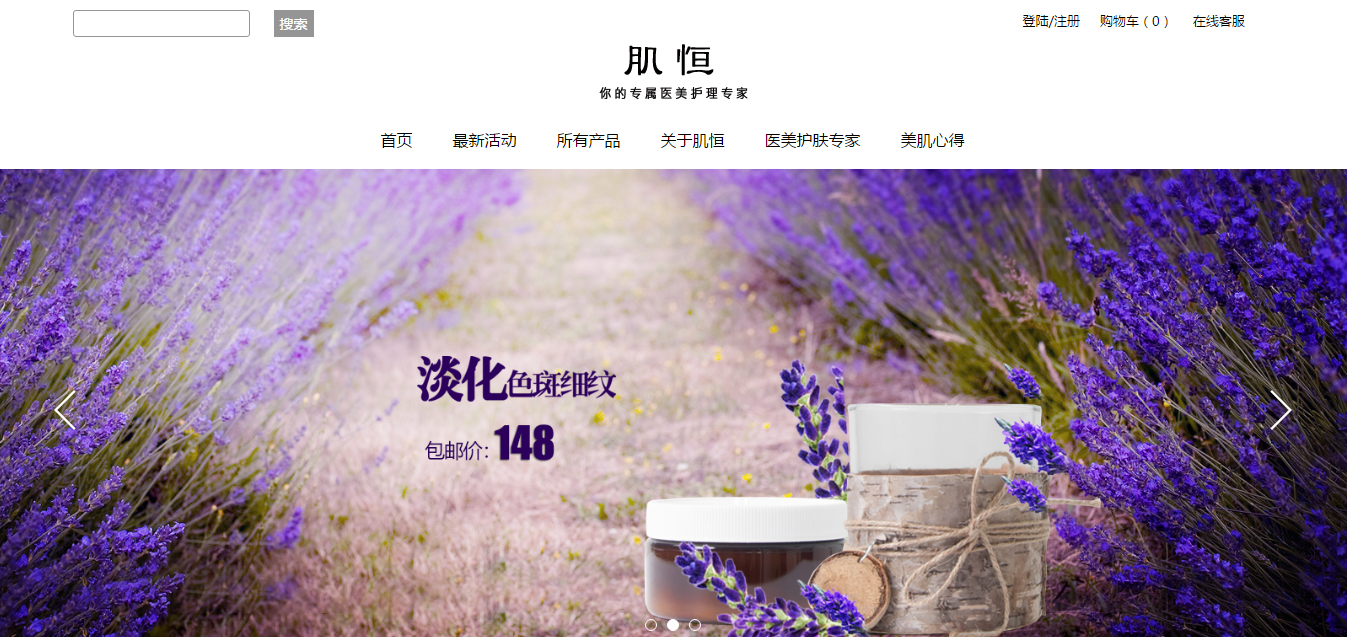 搜索
登陆/注册 购物车（0） 在线客服
肌恒
你的专属医美护理专家
首页 最新活动 所有产品 关于肌恒 医美护肤专家 美肌心得
淡化色斑细纹
包邮价：148